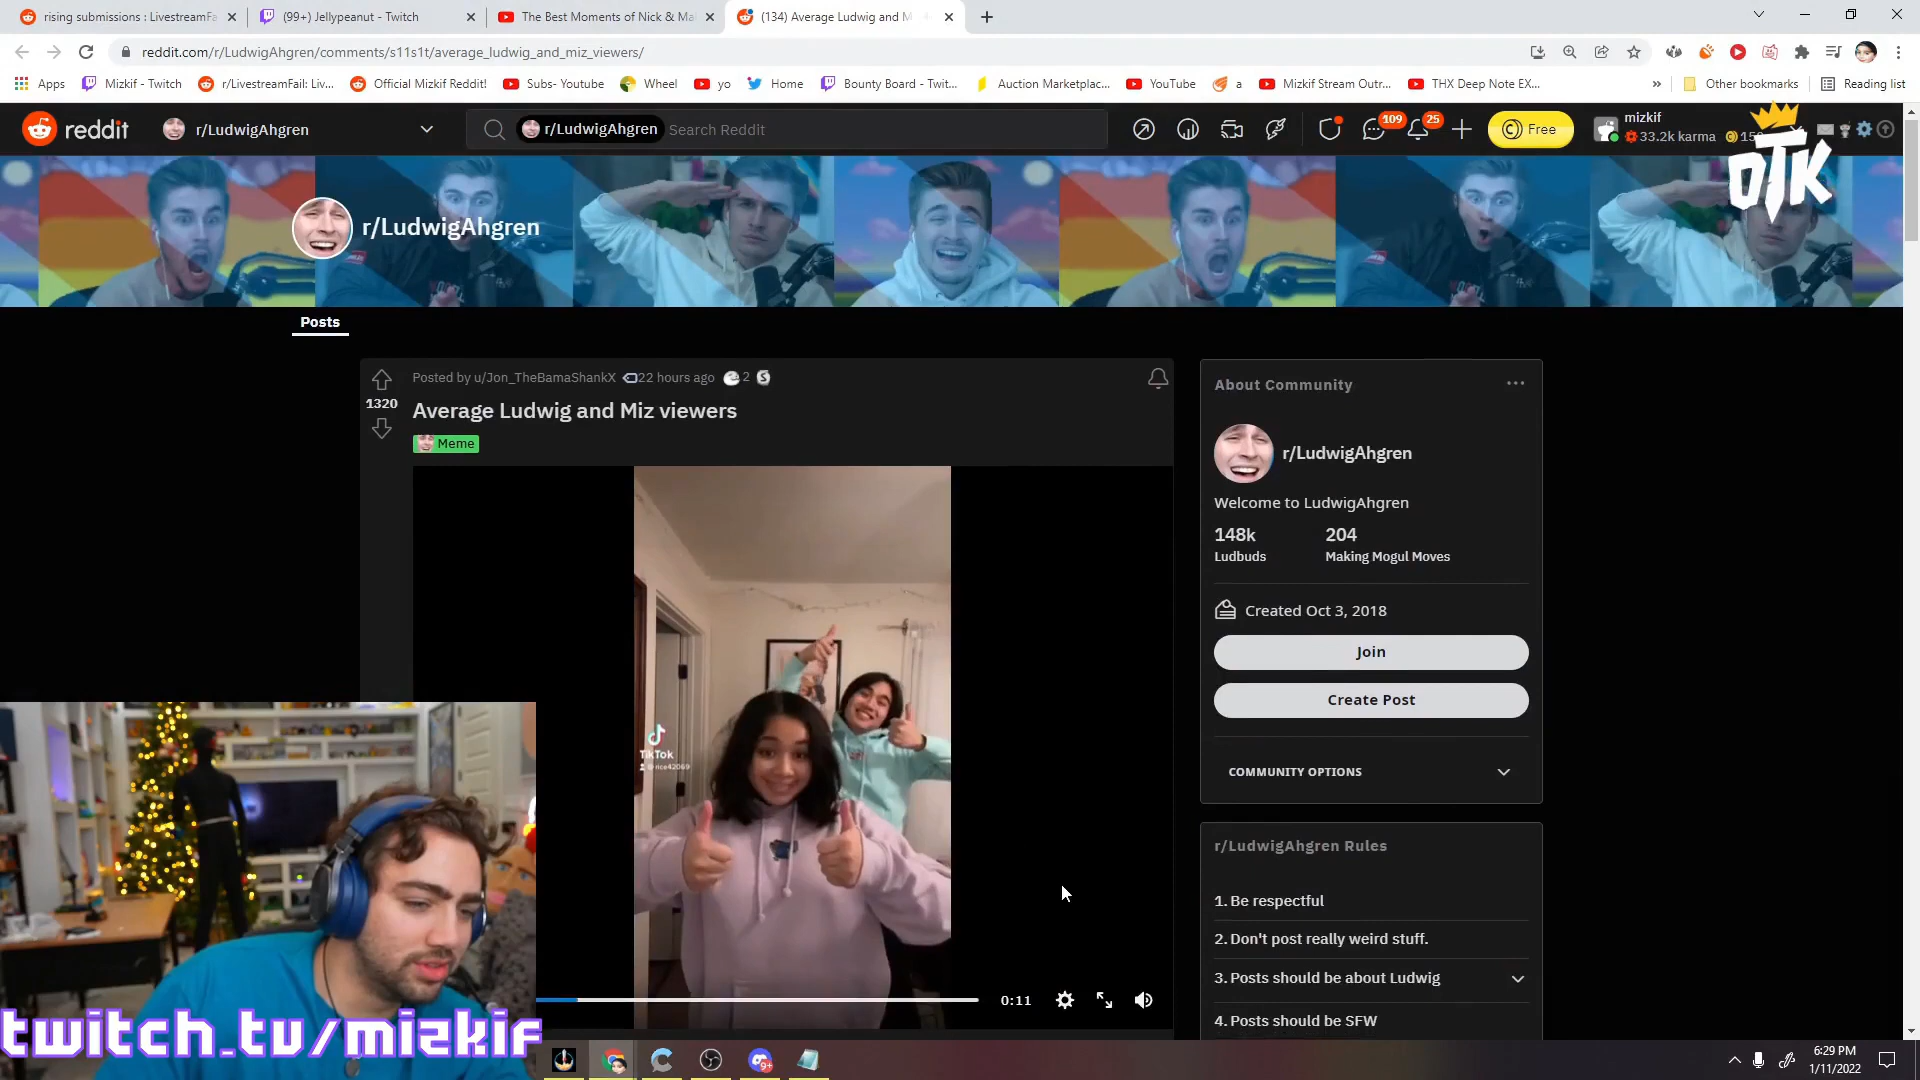 rising submissions : LivestreamFa
(99+) Jellypeanut - Twitch
The Best Moments of Nick & Ma
(134) Average Ludwig and M
reddit.com/r/LudwigAhgren/comments/s11s1t/average_ludwig_and_miz_viewers/
Apps
Mizkif - Twitch
r/LivestreamFail: Liv...
Official Mizkif Reddit!
Subs- Youtube
Wheel
yo
Home
Bounty Board - Twit...
Auction Marketplac...
YouTube
a
Mizkif Stream Outr...
THX Deep Note EX...
»
Other bookmarks
Reading list
reddit
r/LudwigAhgren
r/LudwigAhgren
Search Reddit
109
25
Free
mizkif
33.2k karma
OTK
r/LudwigAhgren
Posts
Posted by u/Jon_TheBamaShankX
22 hours ago
2
1320
Average Ludwig and Miz viewers
Meme
About Community
r/LudwigAhgren
Welcome to LudwigAhgren
148k
204
Ludbuds
Making Mogul Moves
Created Oct 3, 2018
Join
Create Post
COMMUNITY OPTIONS
r/LudwigAhgren Rules
1. Be respectful
2. Don't post really weird stuff.
3. Posts should be about Ludwig
4. Posts should be SFW
TikTok
@rice42069
0:11
twitch.tv/mizkif
6:29 PM
1/11/2022